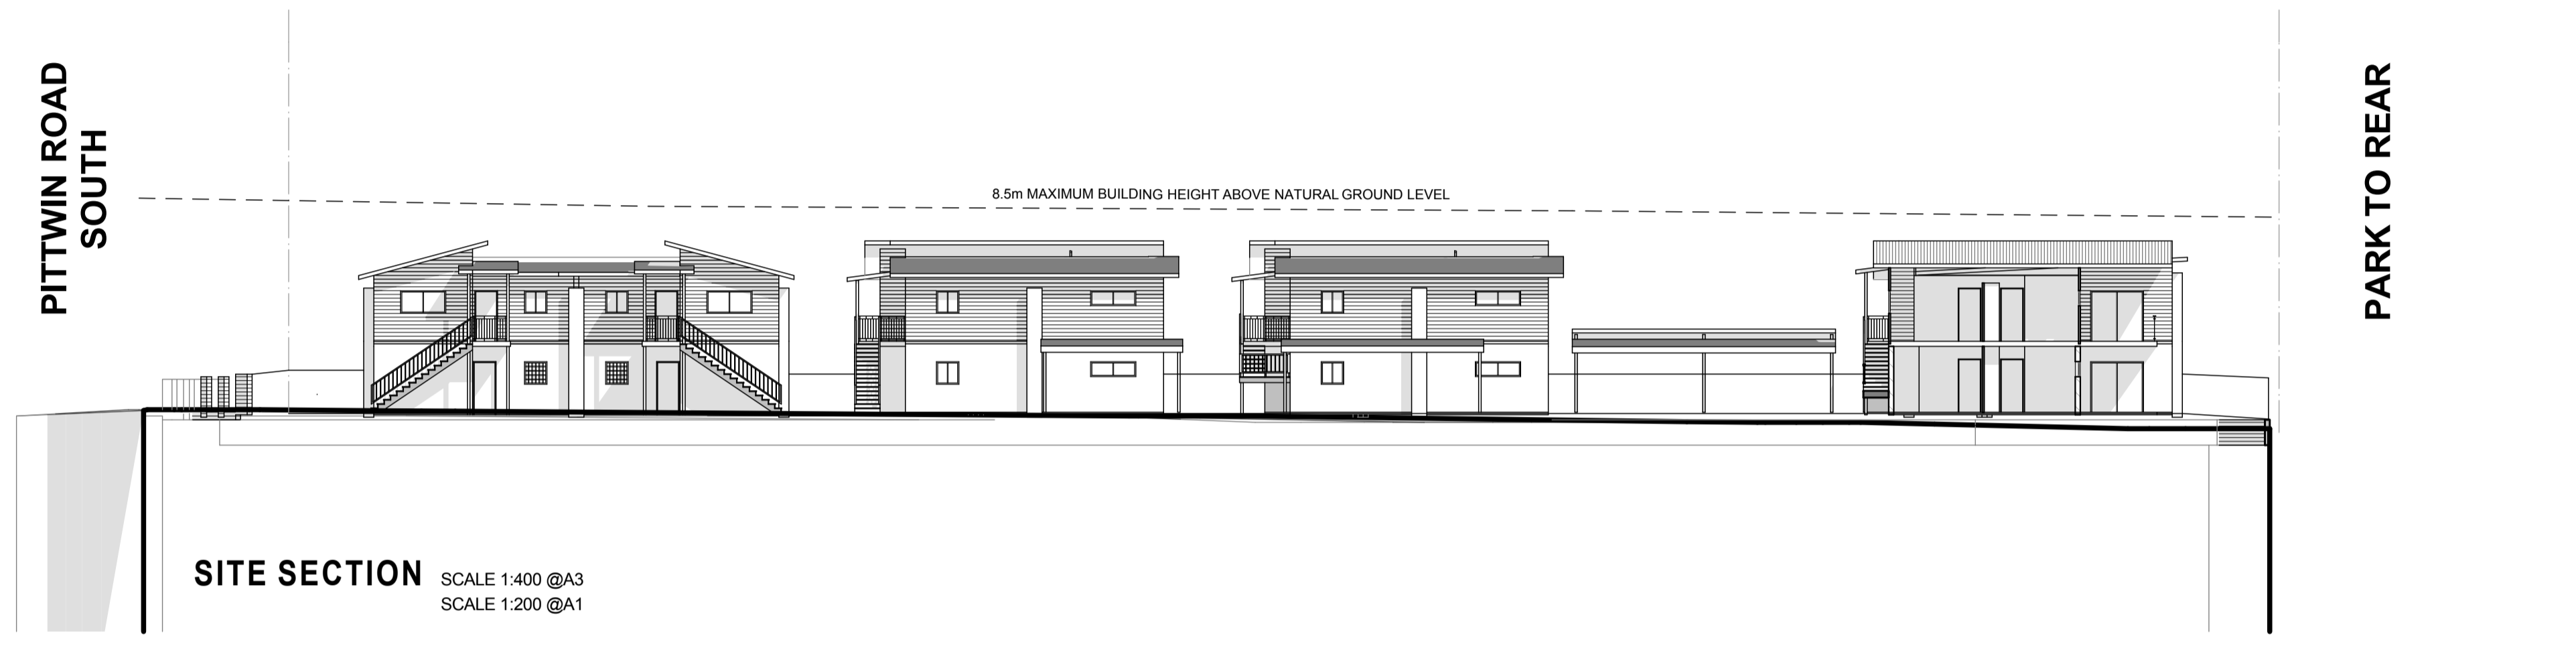 PITTWIN ROAD
SOUTH
8.5m MAXIMUM BUILDING HEIGHT ABOVE NATURAL GROUND LEVEL
PARK TO REAR
SITE SECTION
SCALE 1:400 @A3
SCALE 1:200 @A1